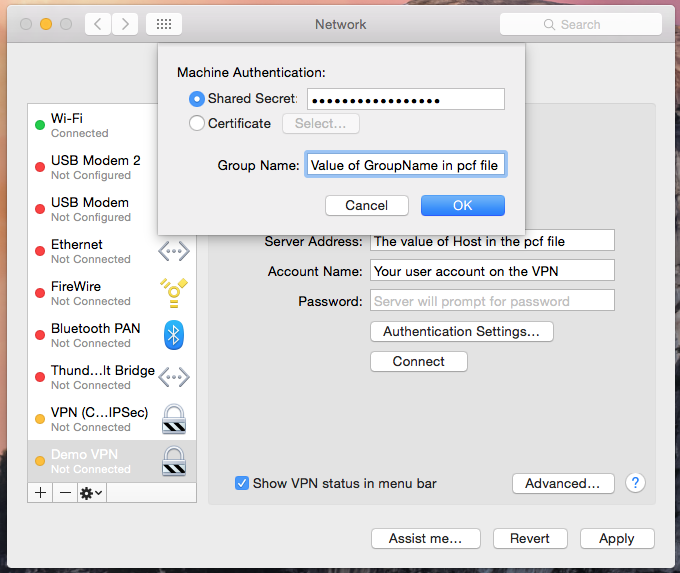 Network
Search
Machine Authentication:
Shared Secret:
•••••••••••••••••
Certificate
Select...
Group Name: Value of GroupName in pcf file
Cancel
OK
Wi-Fi
Connected
USB Modem 2
Not Configured
USB Modem
Not Configured
Ethernet
Not Connected
FireWire
Not Connected
Bluetooth PAN
Not Connected
Thund...lt Bridge
Not Connected
VPN (C...IPSec)
Not Connected
Demo VPN
Not Connected
Server Address: The value of Host in the pcf file
Account Name: Your user account on the VPN
Password: Server will prompt for password
Authentication Settings...
Connect
Show VPN status in menu bar
Advanced...
?
Assist me...
Revert
Apply